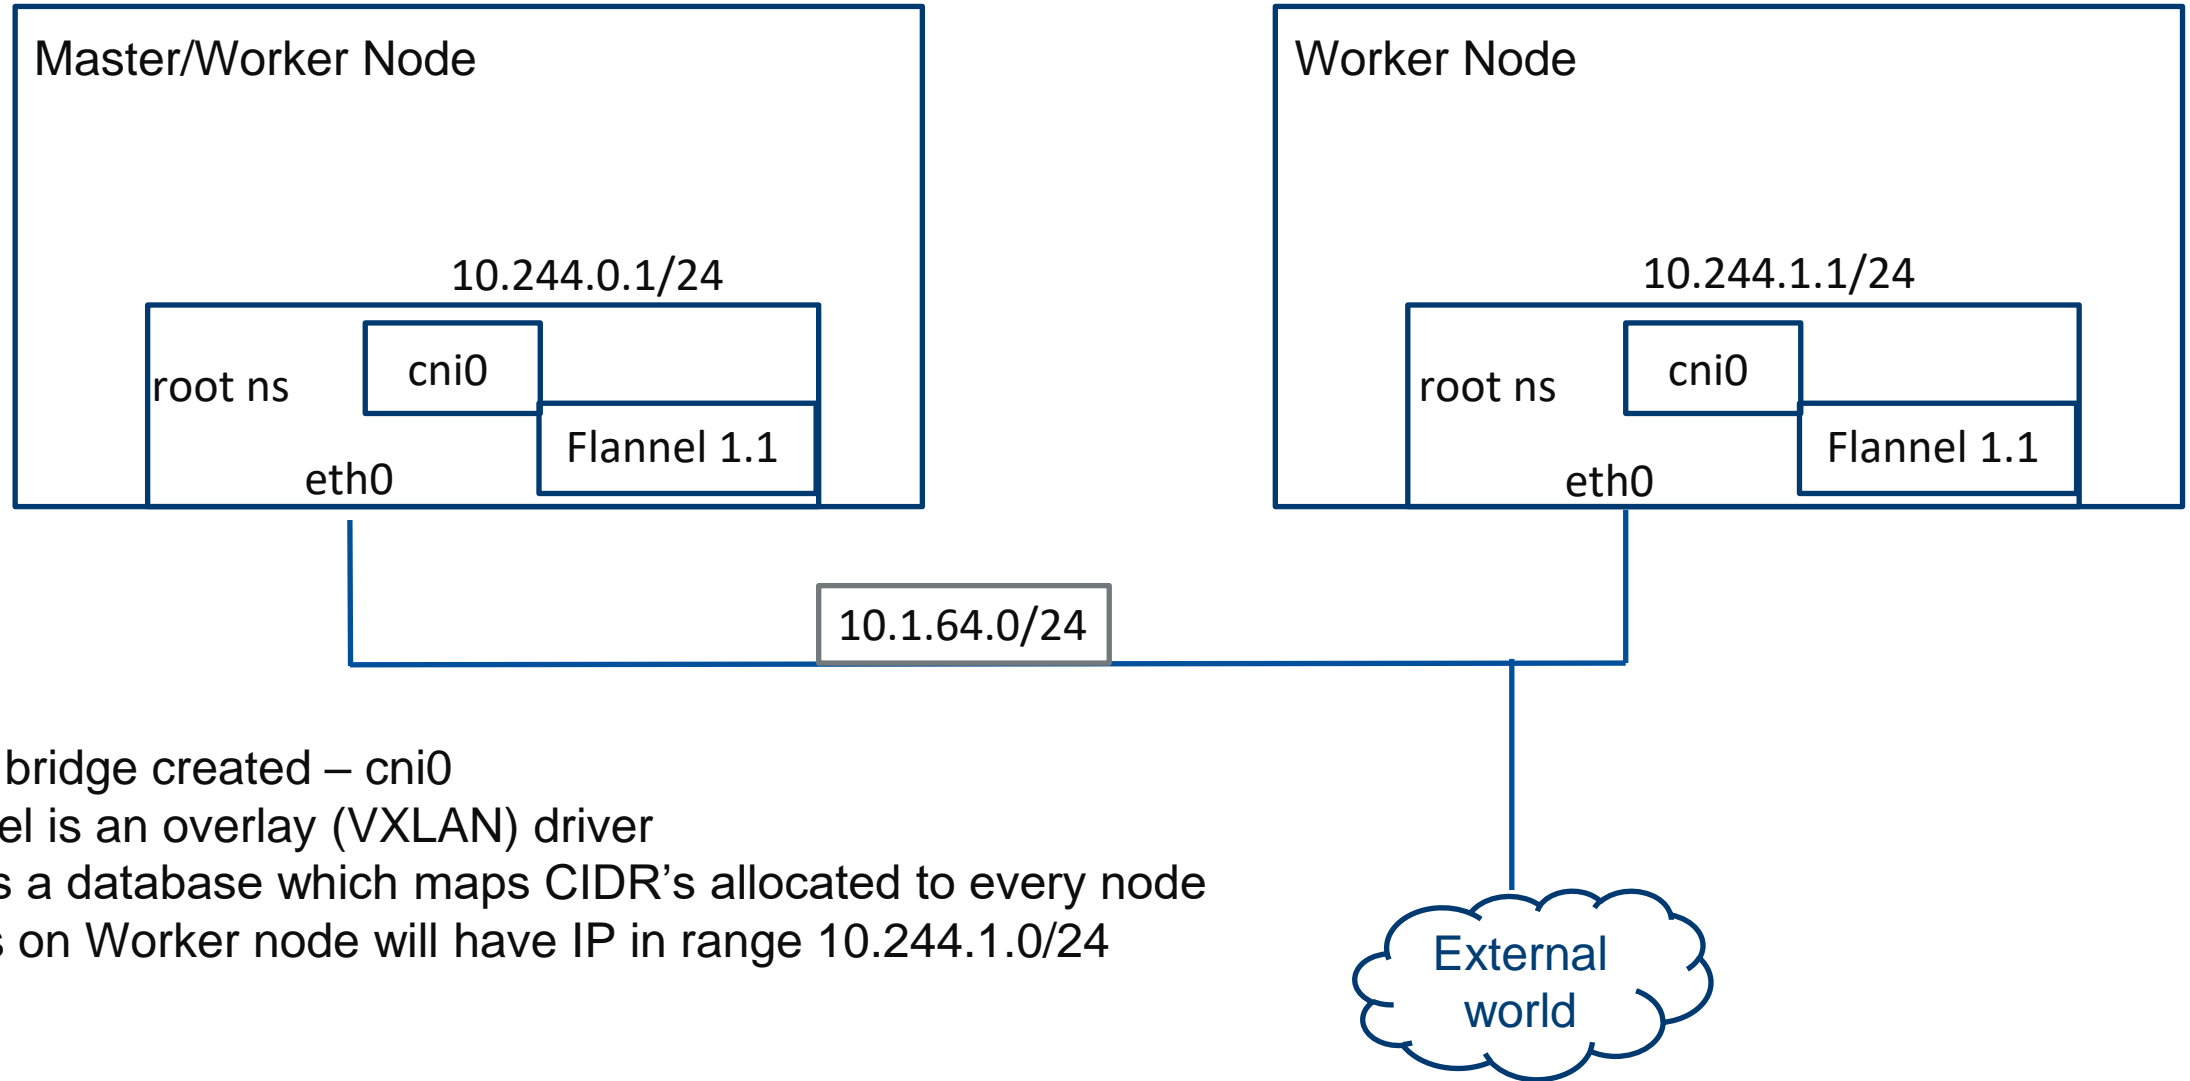 Master/Worker Node
10.244.0.1/24
root ns
cni0
Flannel 1.1
eth0
Worker Node
10.244.1.1/24
root ns
cni0
Flannel 1.1
eth0
10.1.64.0/24
bridge created – cni0
el is an overlay (VXLAN) driver
s a database which maps CIDR’s allocated to every node
s on Worker node will have IP in range 10.244.1.0/24
External
world